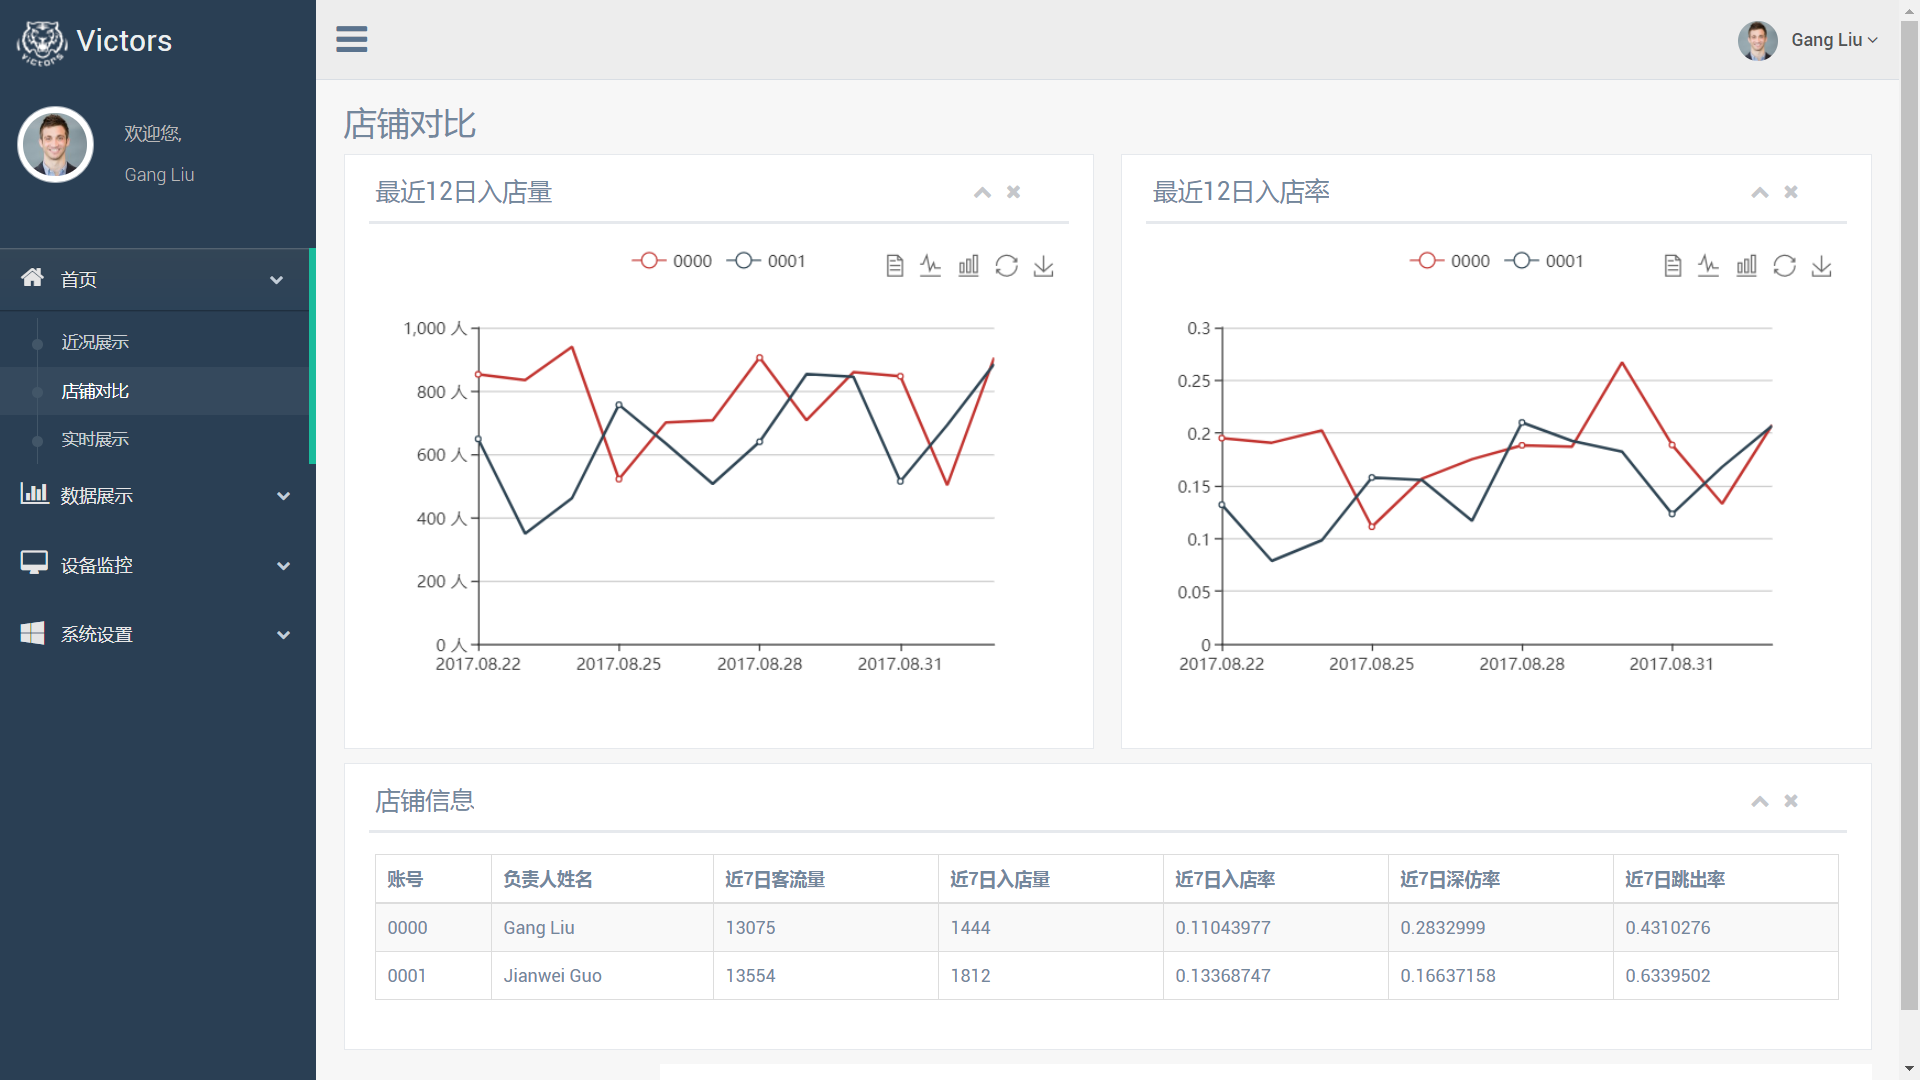 Victors
VICTORS
欢迎您,
Gang Liu
首页
近况展示
店铺对比
实时展示
数据展示
设备监控
系统设置
Gang Liu
店铺对比
最近12日入店量
0000 0001
1,000 人
800 人
600 人
400 人
200 人
0 人
2017.08.22 2017.08.25 2017.08.28 2017.08.31
最近12日入店率
0000 0001
0.3
0.25
0.2
0.15
0.1
0.05
0
2017.08.22 2017.08.25 2017.08.28 2017.08.31
店铺信息
账号 负责人姓名 近7日客流量 近7日入店量 近7日入店率 近7日深仿率 近7日跳出率
0000 Gang Liu 13075 1444 0.11043977 0.2832999 0.4310276
0001 Jianwei Guo 13554 1812 0.13368747 0.16637158 0.6339502